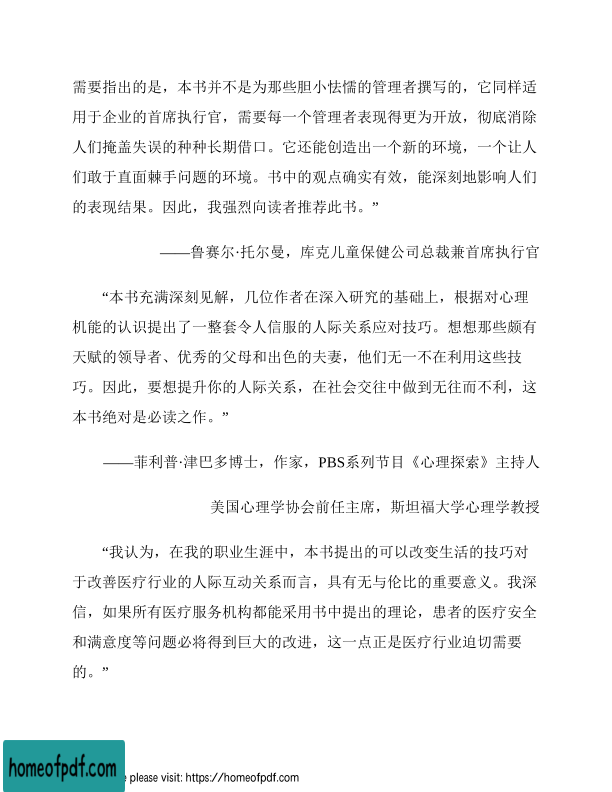 需要指出的是，本书并不是为那些胆小怯懦的管理者撰写的，它同样适
用于企业的首席执行官，需要每一个管理者表现得更为开放，彻底消除
人们掩盖失误的种种长期借口。它还能创造出一个新的环境，一个让人
们敢于直面棘手问题的环境。书中的观点确实有效，能深刻地影响人们
的表现结果。因此，我强烈向读者推荐此书。”
——鲁赛尔·托尔曼，库克儿童保健公司总裁兼首席执行官
“本书充满深刻见解，几位作者在深入研究的基础上，根据对心理
机能的认识提出了一整套令人信服的人际关系应对技巧。想想那些颇有
天赋的领导者、优秀的父母和出色的夫妻，他们无一不在利用这些技
巧。因此，要想提升你的人际关系，在社会交往中做到无往而不利，这
本书绝对是必读之作。”
——菲利普·津巴多博士，作家，PBS系列节目《心理探索》主持人
美国心理学协会前任主席，斯坦福大学心理学教授
“我认为，在我的职业生涯中，本书提出的可以改变生活的技巧对
于改善医疗行业的人际互动关系而言，具有无与伦比的重要意义。我深
信，如果所有医疗服务机构都能采用书中提出的理论，患者的医疗安全
和满意度等问题必将得到巨大的改进，这一点正是医疗行业迫切需要
的。”
homeofpdf.com
please visit: https://homeofpdf.com